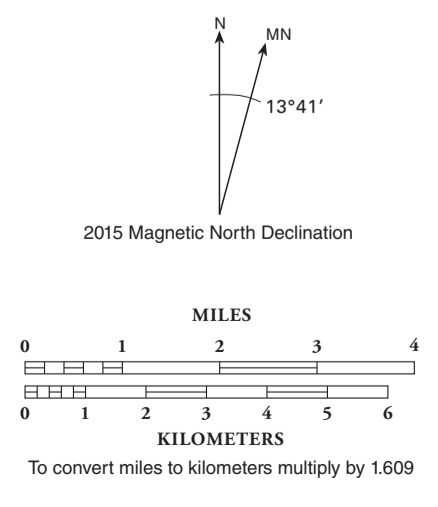 N
MN
13°41′
2015 Magnetic North Declination
MILES
0 1 2 3 4
0 1 2 3 4 5 6
KILOMETERS
To convert miles to kilometers multiply by 1.609